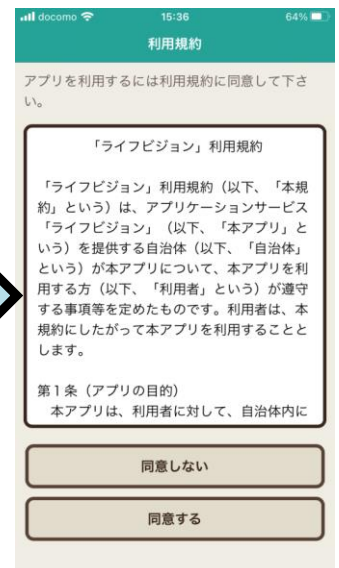 docomo 15:36 64%
利用規約
アプリを利用するには利用規約に同意して下さ
い。
「ライフビジョン」利用規約
「ライフビジョン」利用規約（以下、「本規
約」という）は、アプリケーションサービス
「ライフビジョン」（以下、「本アプリ」と
いう）を提供する自治体（以下、「自治体」
という）が本アプリについて、本アプリを利
用する方（以下、「利用者」という）が遵守
する事項等を定めたものです。利用者は、本
規約にしたがって本アプリを利用することと
します。
第1条（アプリの目的）
本アプリは、利用者に対して、自治体内に
同意しない
同意する